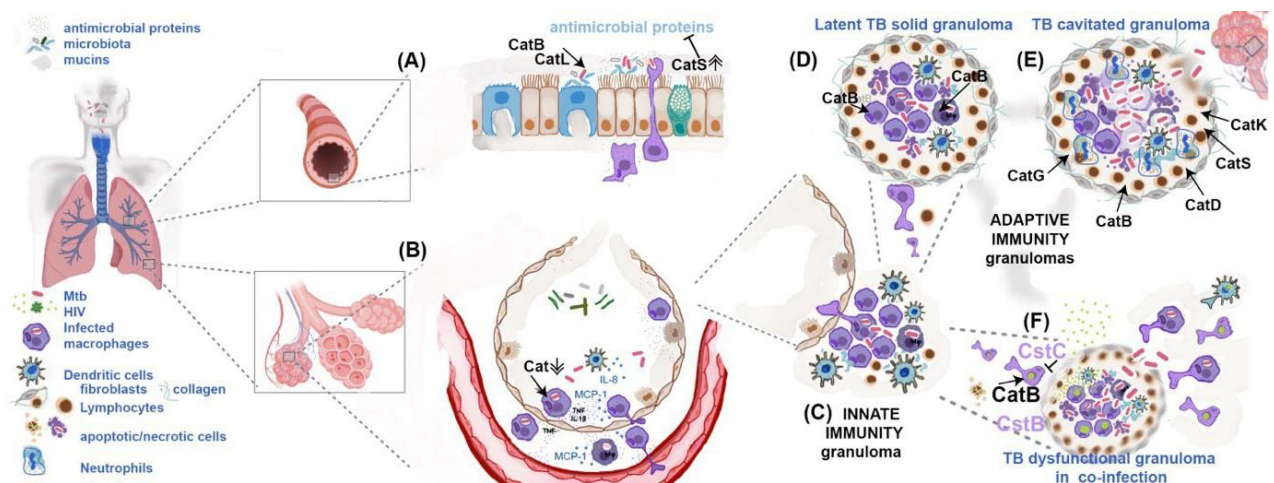 antimicrobial proteins
microbiota
mucins
Mtb
HIV
Infected
macrophages
Dendritic cells
fibroblasts
collagen
Lymphocytes
apoptotic/necrotic cells
Neutrophils
(A)
antimicrobial proteins
CatB
CatL
CatS
(B)
Cat
IL-8
MCP-1
TNF
IL-1β
TNF
MCP-1
Mφ
(C) INNATE
IMMUNITY
granuloma
Mφ
Latent TB solid granuloma
(D)
CatB
CatB
TB cavitated granuloma
(E)
CatK
CatS
CatD
CatB
CatG
ADAPTIVE
IMMUNITY
granulomas
(F)
CstC
CatB
CstB
TB dysfunctional granuloma
in co-infection